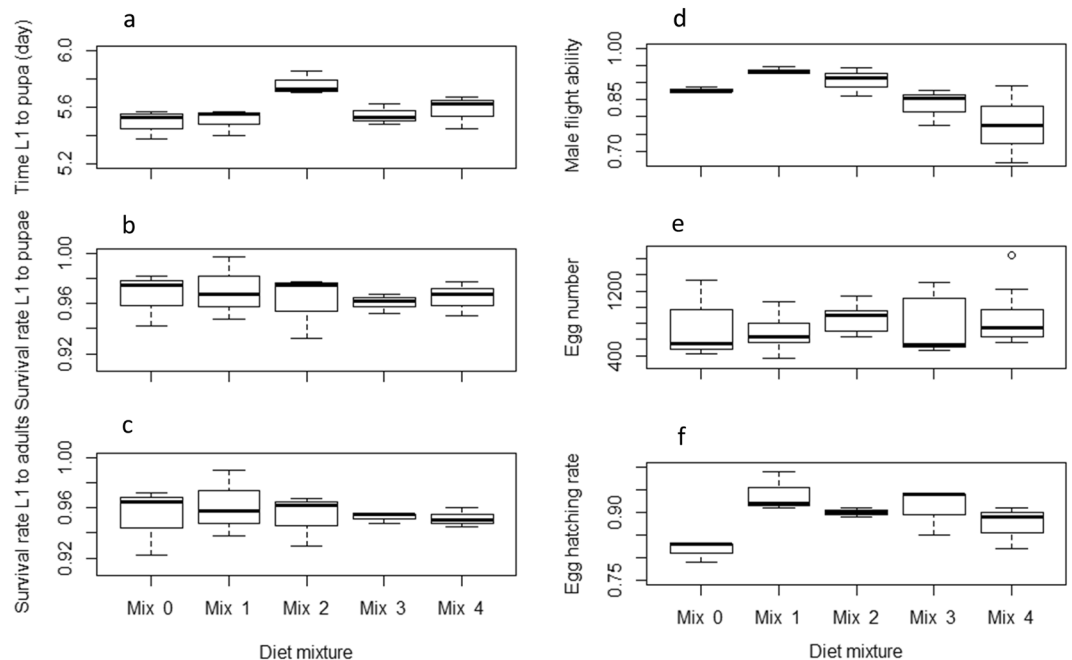 a
Time L1 to pupa (day)
6.0
5.6
5.2
b
Survival rate L1 to pupae
1.00
0.96
0.92
c
Survival rate L1 to adults
1.00
0.96
0.92
Mix 0 Mix 1 Mix 2 Mix 3 Mix 4
Diet mixture
d
Male flight ability
1.00
0.85
0.70
e
Egg number
1200
400
f
Egg hatching rate
0.90
0.75
Mix 0 Mix 1 Mix 2 Mix 3 Mix 4
Diet mixture